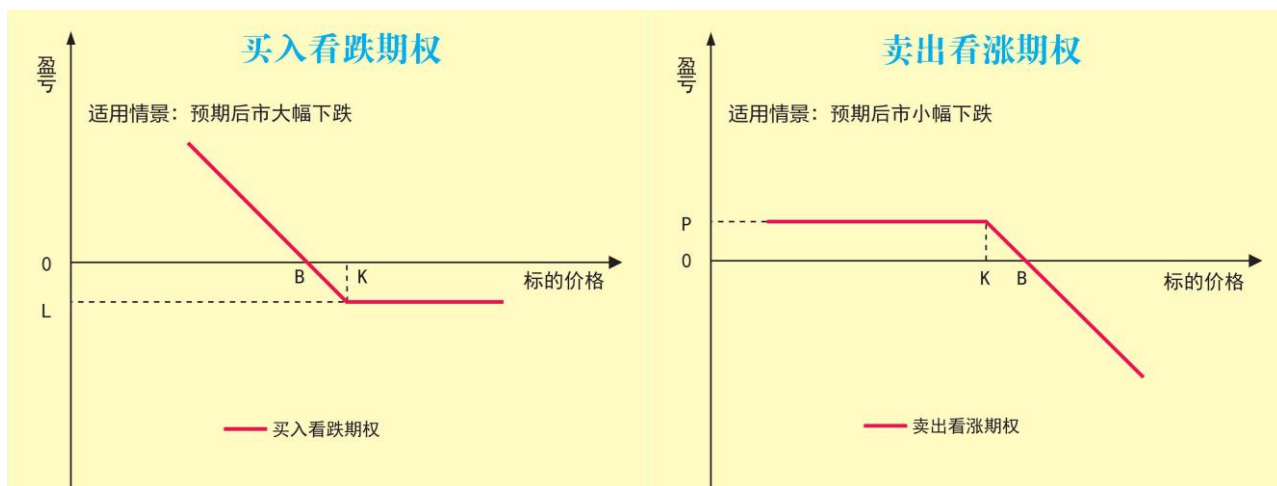 买入看跌期权
盈亏
适用情景：预期后市大幅下跌
0
B
K
标的价格
L
买入看跌期权
卖出看涨期权
盈亏
适用情景：预期后市小幅下跌
P
0
K
B
标的价格
卖出看涨期权